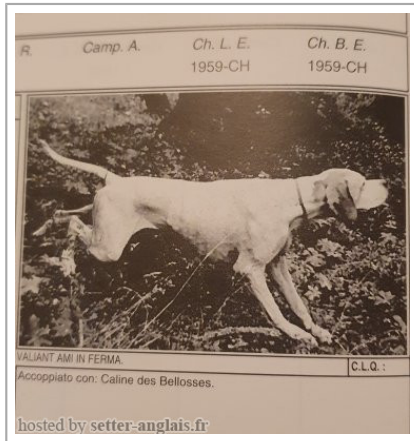 R. Camp. A. Ch. L. E. Ch. B. E.
1959-CH 1959-CH
VALIANT AMI IN FERMA.
C.L.Q. :
Accoppiato con: Caline des Bellosses.
hosted by setter-anglais.fr